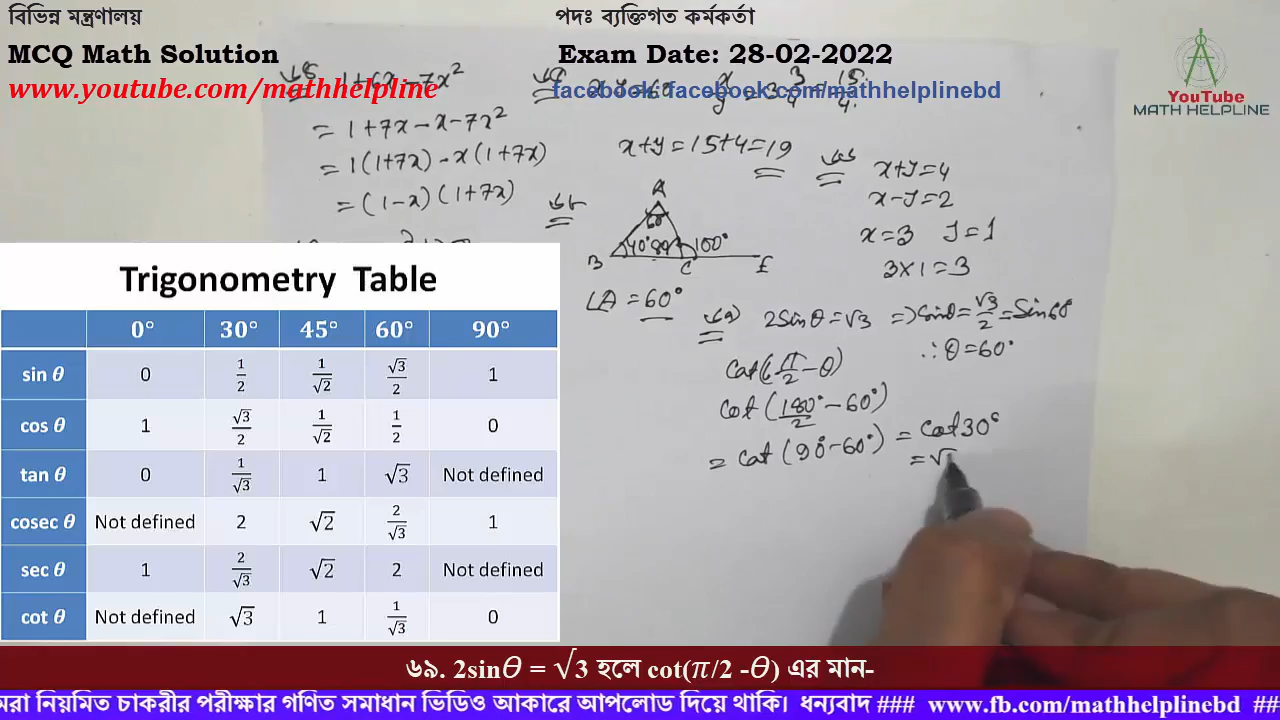 বিভিন্ন মন্ত্রণালয়
পদঃ ব্যক্তিগত কর্মকর্তা
MCQ Math Solution
Exam Date: 28-02-2022
www.youtube.com/mathhelpline
facebook: facebook.com/mathhelplinebd
YouTube
MATH HELPLINE
= 1+7x-x-7x²
= 1(1+7x)-x(1+7x)
= (1-x)(1+7x)
x+y = 15+4 = 19
x+y=4
x-y=2
x=3 y=1
3×1=3
A
60°
40° 100°
B C E
∠A = 60°
৬৯) 2sinθ = √3 => sinθ = √3/2 = sin60°
∴ θ = 60°
cot(π/2 - θ)
cot(180°/2 - 60°)
= cot(90° - 60°) = cot30°
= √
Trigonometry Table
0° 30° 45° 60° 90°
sin θ 0 1/2 1/√2 √3/2 1
cos θ 1 √3/2 1/√2 1/2 0
tan θ 0 1/√3 1 √3 Not defined
cosec θ Not defined 2 √2 2/√3 1
sec θ 1 2/√3 √2 2 Not defined
cot θ Not defined √3 1 1/√3 0
৬৯. 2sinθ = √3 হলে cot(π/2 -θ) এর মান-
মরা নিয়মিত চাকরীর পরীক্ষার গণিত সমাধান ভিডিও আকারে আপলোড দিয়ে থাকি। ধন্যবাদ ### www.fb.com/mathhelplinebd ##